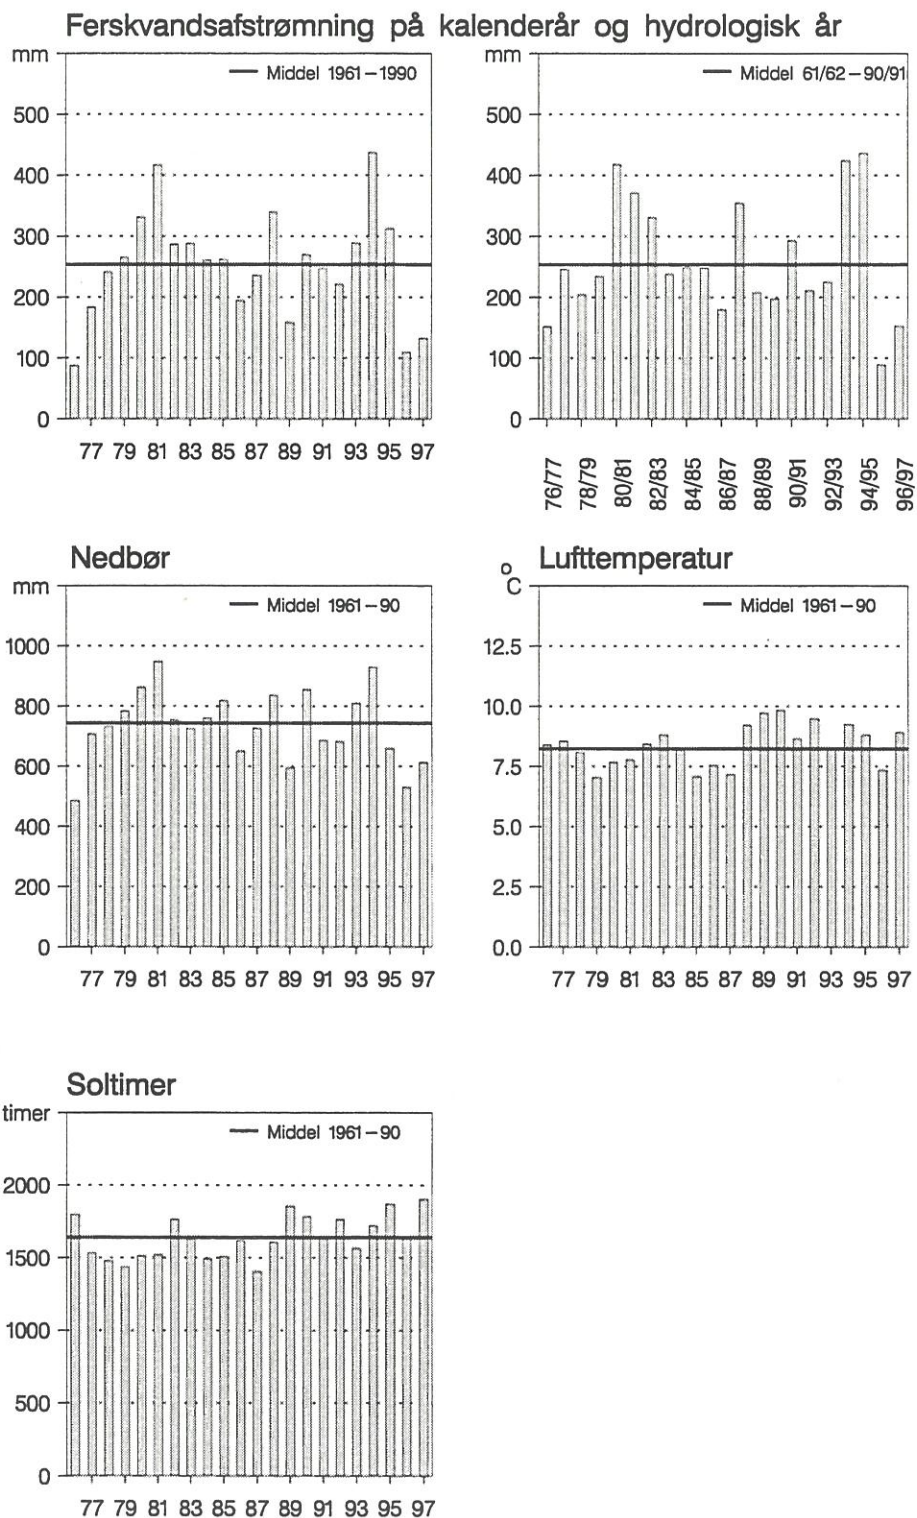 Ferskvandsafstrømning på kalenderår og hydrologisk år
mm
Middel 1961–1990
500
400
300
200
100
0
77 79 81 83 85 87 89 91 93 95 97
mm
Middel 61/62–90/91
500
400
300
200
100
0
76/77 78/79 80/81 82/83 84/85 86/87 88/89 90/91 92/93 94/95 96/97
Nedbør
mm
Middel 1961–90
1000
800
600
400
200
0
77 79 81 83 85 87 89 91 93 95 97
Lufttemperatur
°C
Middel 1961–90
12.5
10.0
7.5
5.0
2.5
0.0
77 79 81 83 85 87 89 91 93 95 97
Soltimer
timer
Middel 1961–90
2000
1500
1000
500
0
77 79 81 83 85 87 89 91 93 95 97